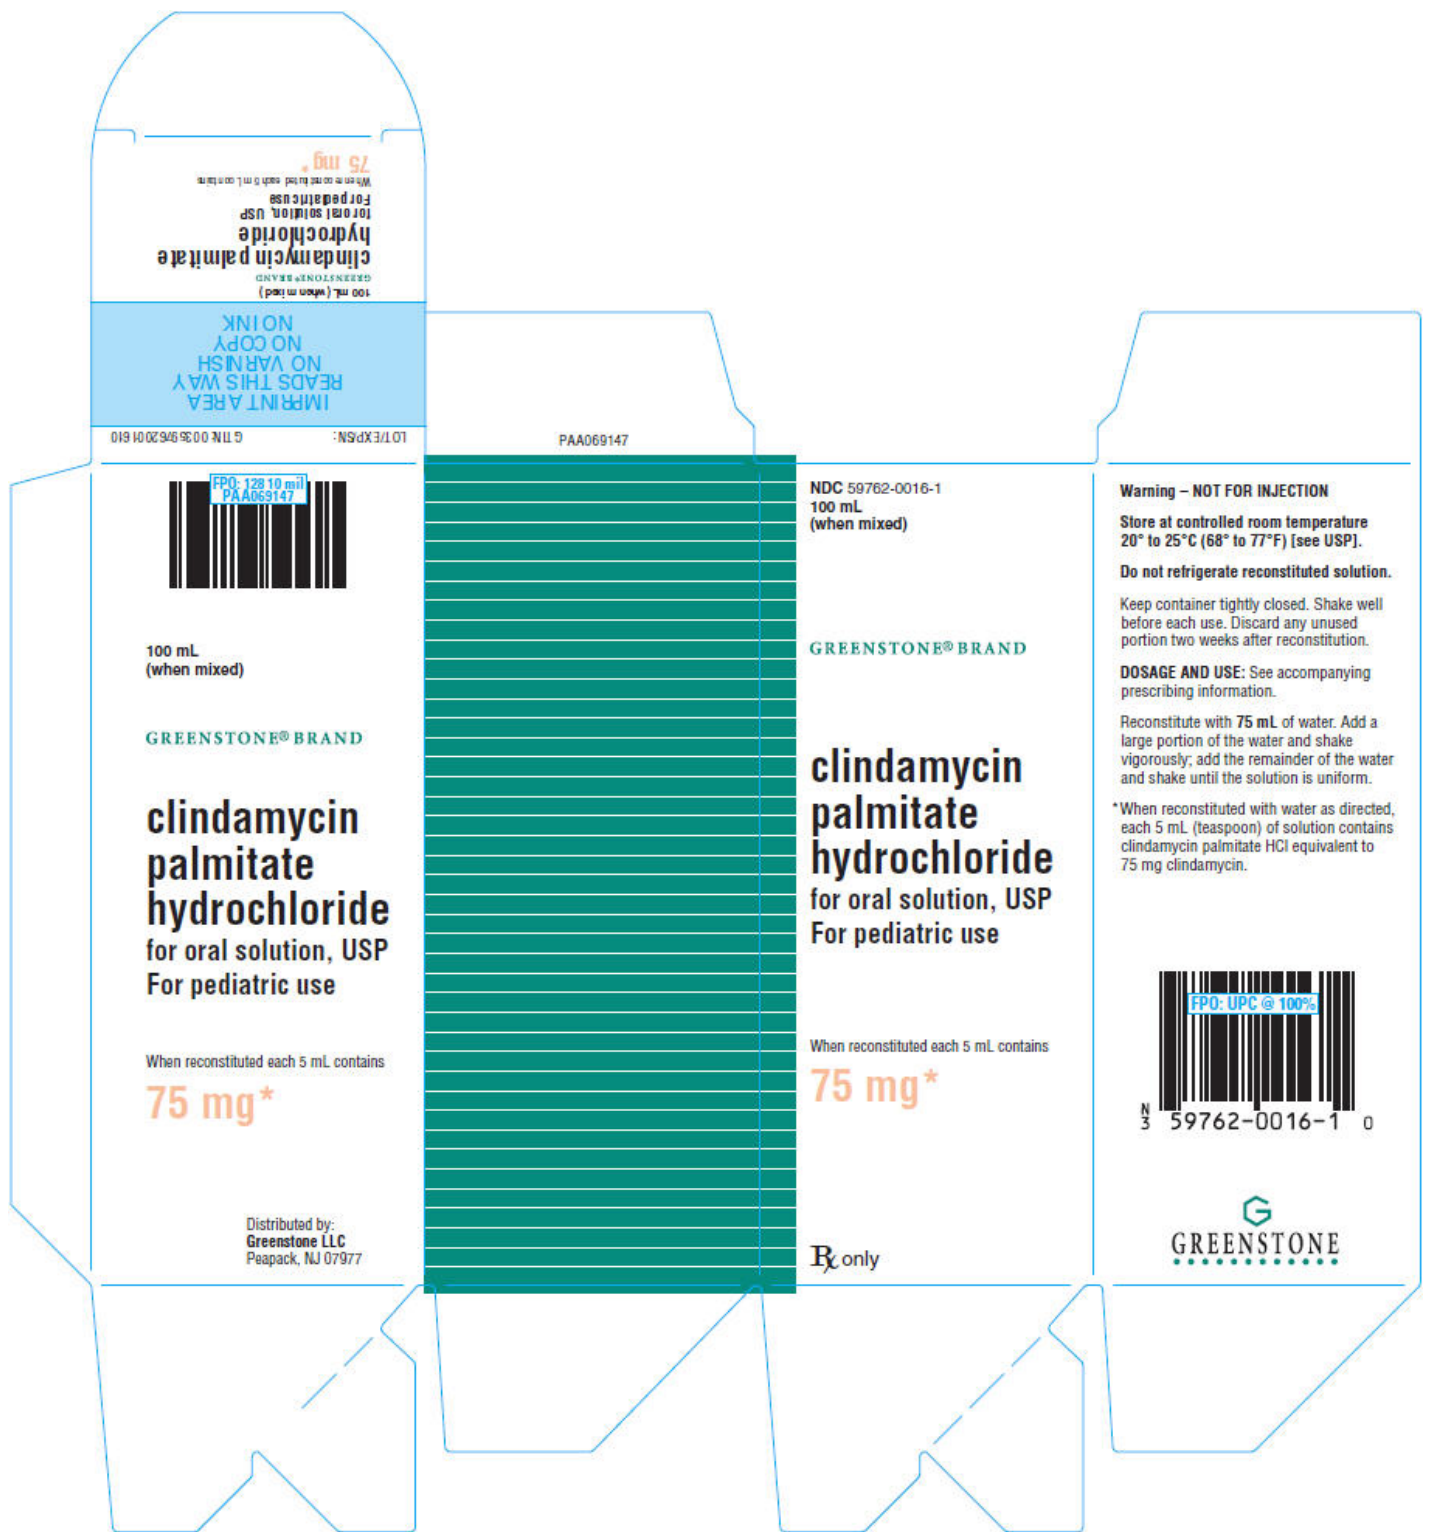 75 mg*
When reconstituted each 5 mL contains
For pediatric use
for oral solution, USP
hydrochloride
clindamycin palmitate
GREENSTONE® BRAND
100 mL (when mixed)
IMPRINT AREA
READS THIS WAY
NO VARNISH
NO COPY
NO INK
LOT/EXP/SN:
GTIN: 00359762001610
FPO: 128 10 mil
PAA069147
100 mL
(when mixed)
GREENSTONE® BRAND
clindamycin
palmitate
hydrochloride
for oral solution, USP
For pediatric use
When reconstituted each 5 mL contains
75 mg*
Distributed by:
Greenstone LLC
Peapack, NJ 07977
PAA069147
NDC 59762-0016-1
100 mL
(when mixed)
GREENSTONE® BRAND
clindamycin
palmitate
hydrochloride
for oral solution, USP
For pediatric use
When reconstituted each 5 mL contains
75 mg*
Rx only
Warning – NOT FOR INJECTION
Store at controlled room temperature
20° to 25°C (68° to 77°F) [see USP].
Do not refrigerate reconstituted solution.
Keep container tightly closed. Shake well
before each use. Discard any unused
portion two weeks after reconstitution.
DOSAGE AND USE: See accompanying
prescribing information.
Reconstitute with 75 mL of water. Add a
large portion of the water and shake
vigorously; add the remainder of the water
and shake until the solution is uniform.
*When reconstituted with water as directed,
each 5 mL (teaspoon) of solution contains
clindamycin palmitate HCl equivalent to
75 mg clindamycin.
FPO: UPC @ 100%
N
3 59762-0016-1 0
G
GREENSTONE